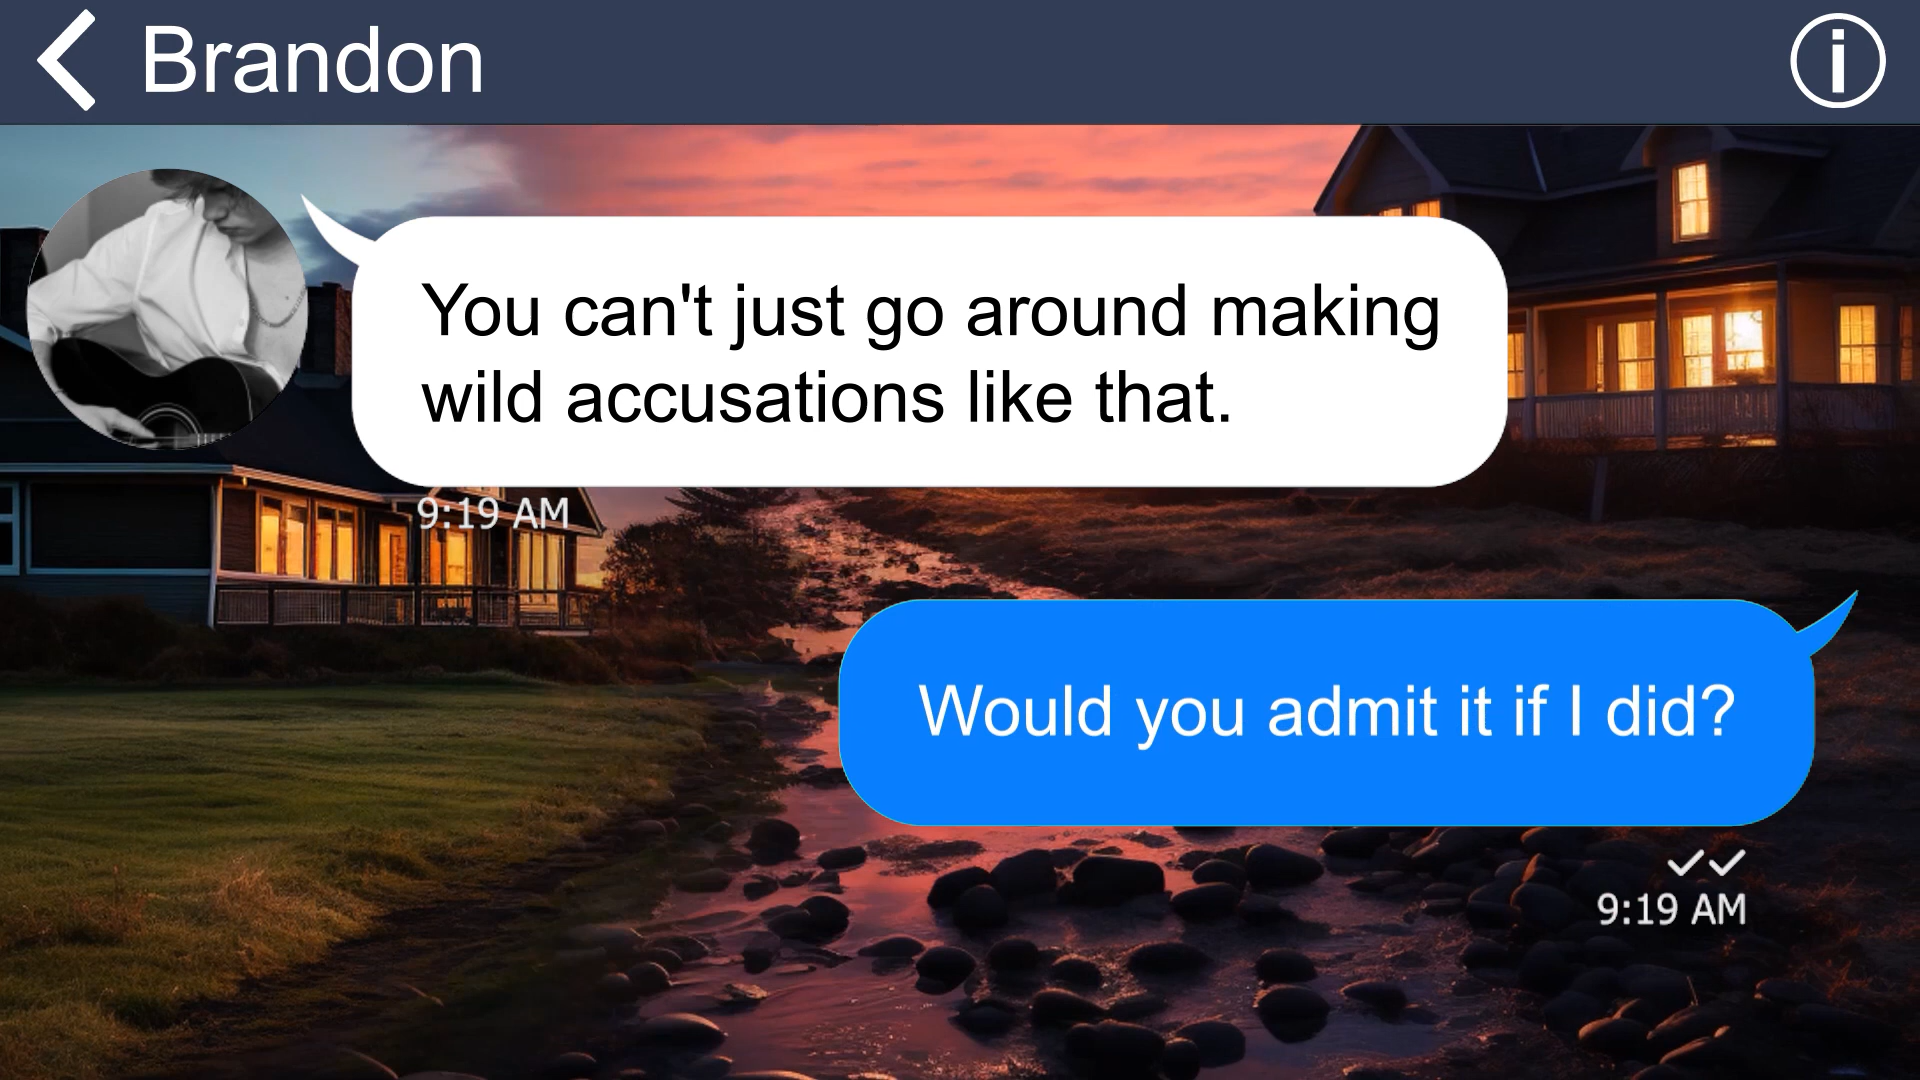 Brandon
You can't just go around making
wild accusations like that.
9:19 AM
Would you admit it if I did?
9:19 AM